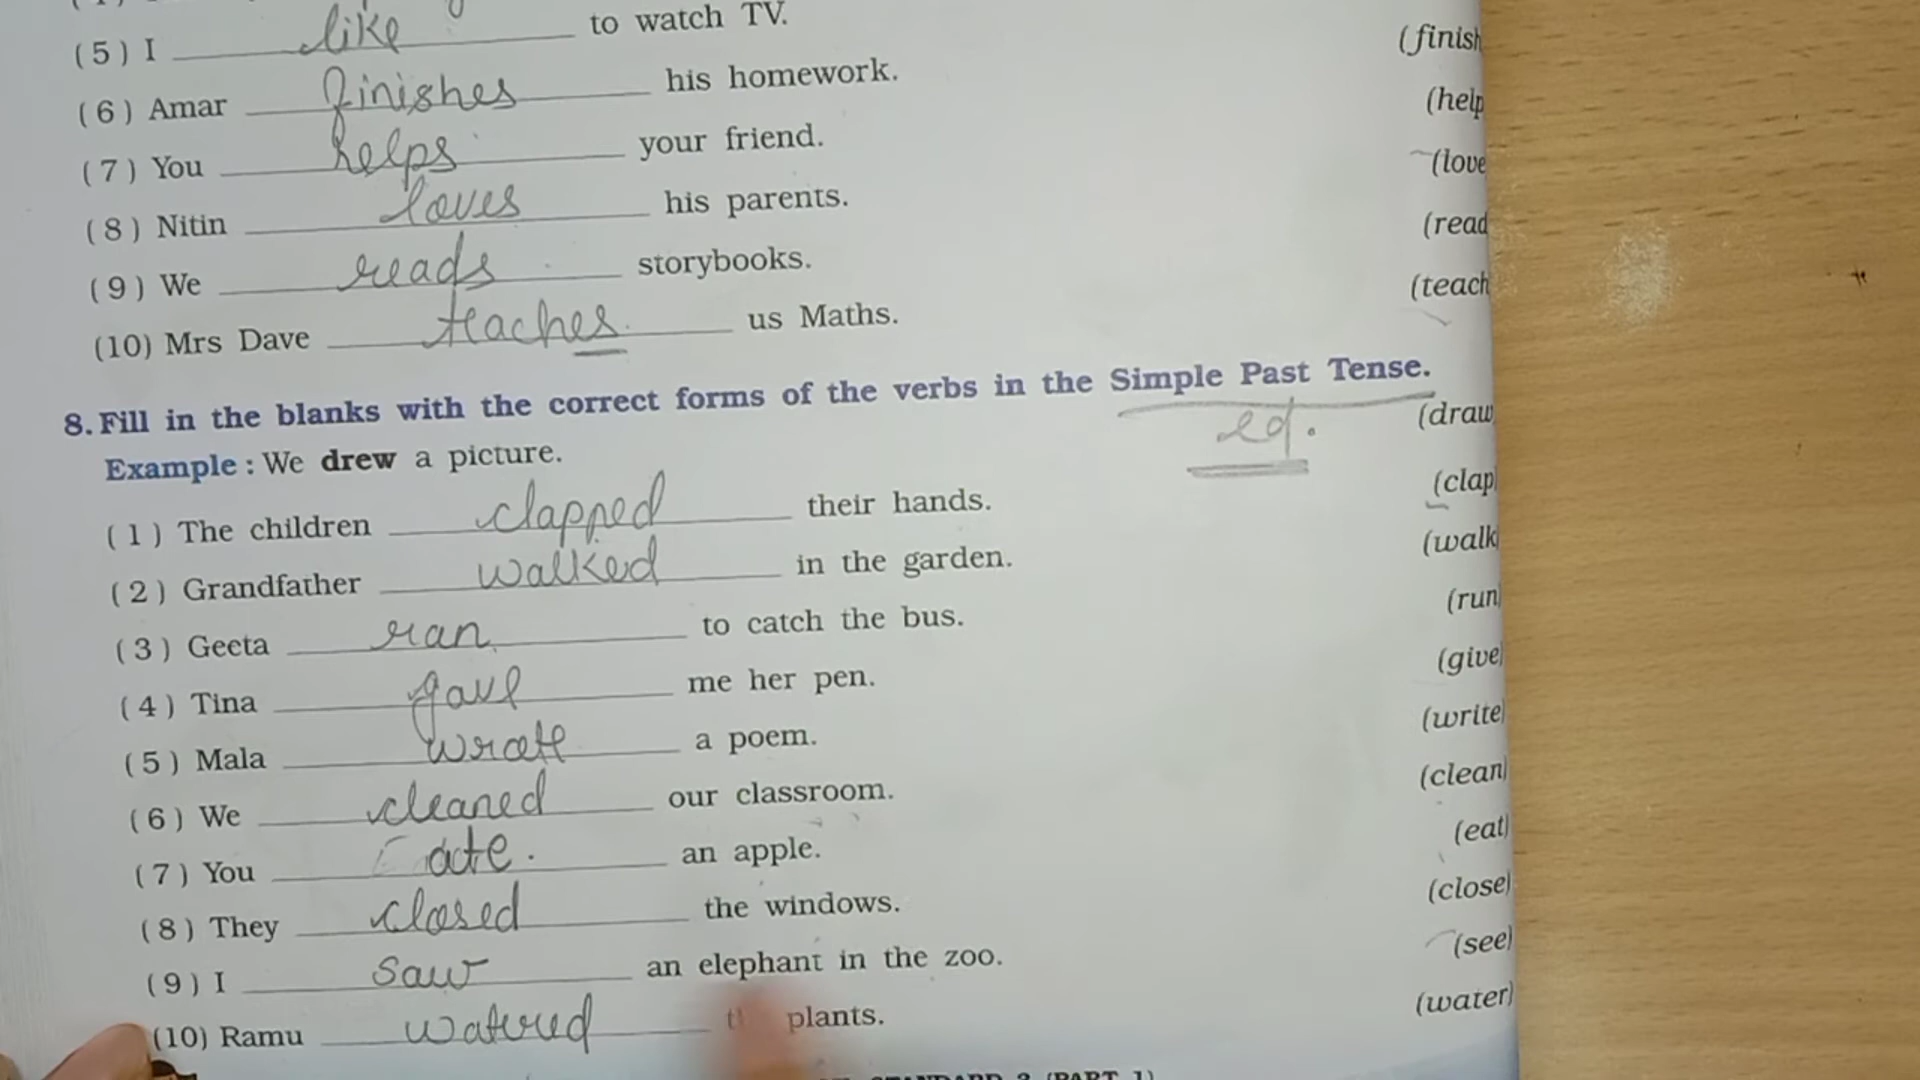 (5) I like to watch TV.
(finish
(6) Amar finishes his homework.
(help
(7) You helps your friend.
(love
(8) Nitin loves his parents.
(read
(9) We reads storybooks.
(teach
(10) Mrs Dave teaches us Maths.
8. Fill in the blanks with the correct forms of the verbs in the Simple Past Tense.
ed.
Example : We drew a picture. (draw
(1) The children clapped their hands. (clap
(2) Grandfather walked in the garden. (walk
(3) Geeta ran to catch the bus. (run)
(4) Tina gave me her pen. (give)
(5) Mala wrote a poem. (write)
(6) We cleaned our classroom. (clean)
(7) You ate. an apple. (eat)
(8) They closed the windows. (close)
(9) I saw an elephant in the zoo. (see)
(10) Ramu watered plants. (water)
STANDARD 3 (PART 1)